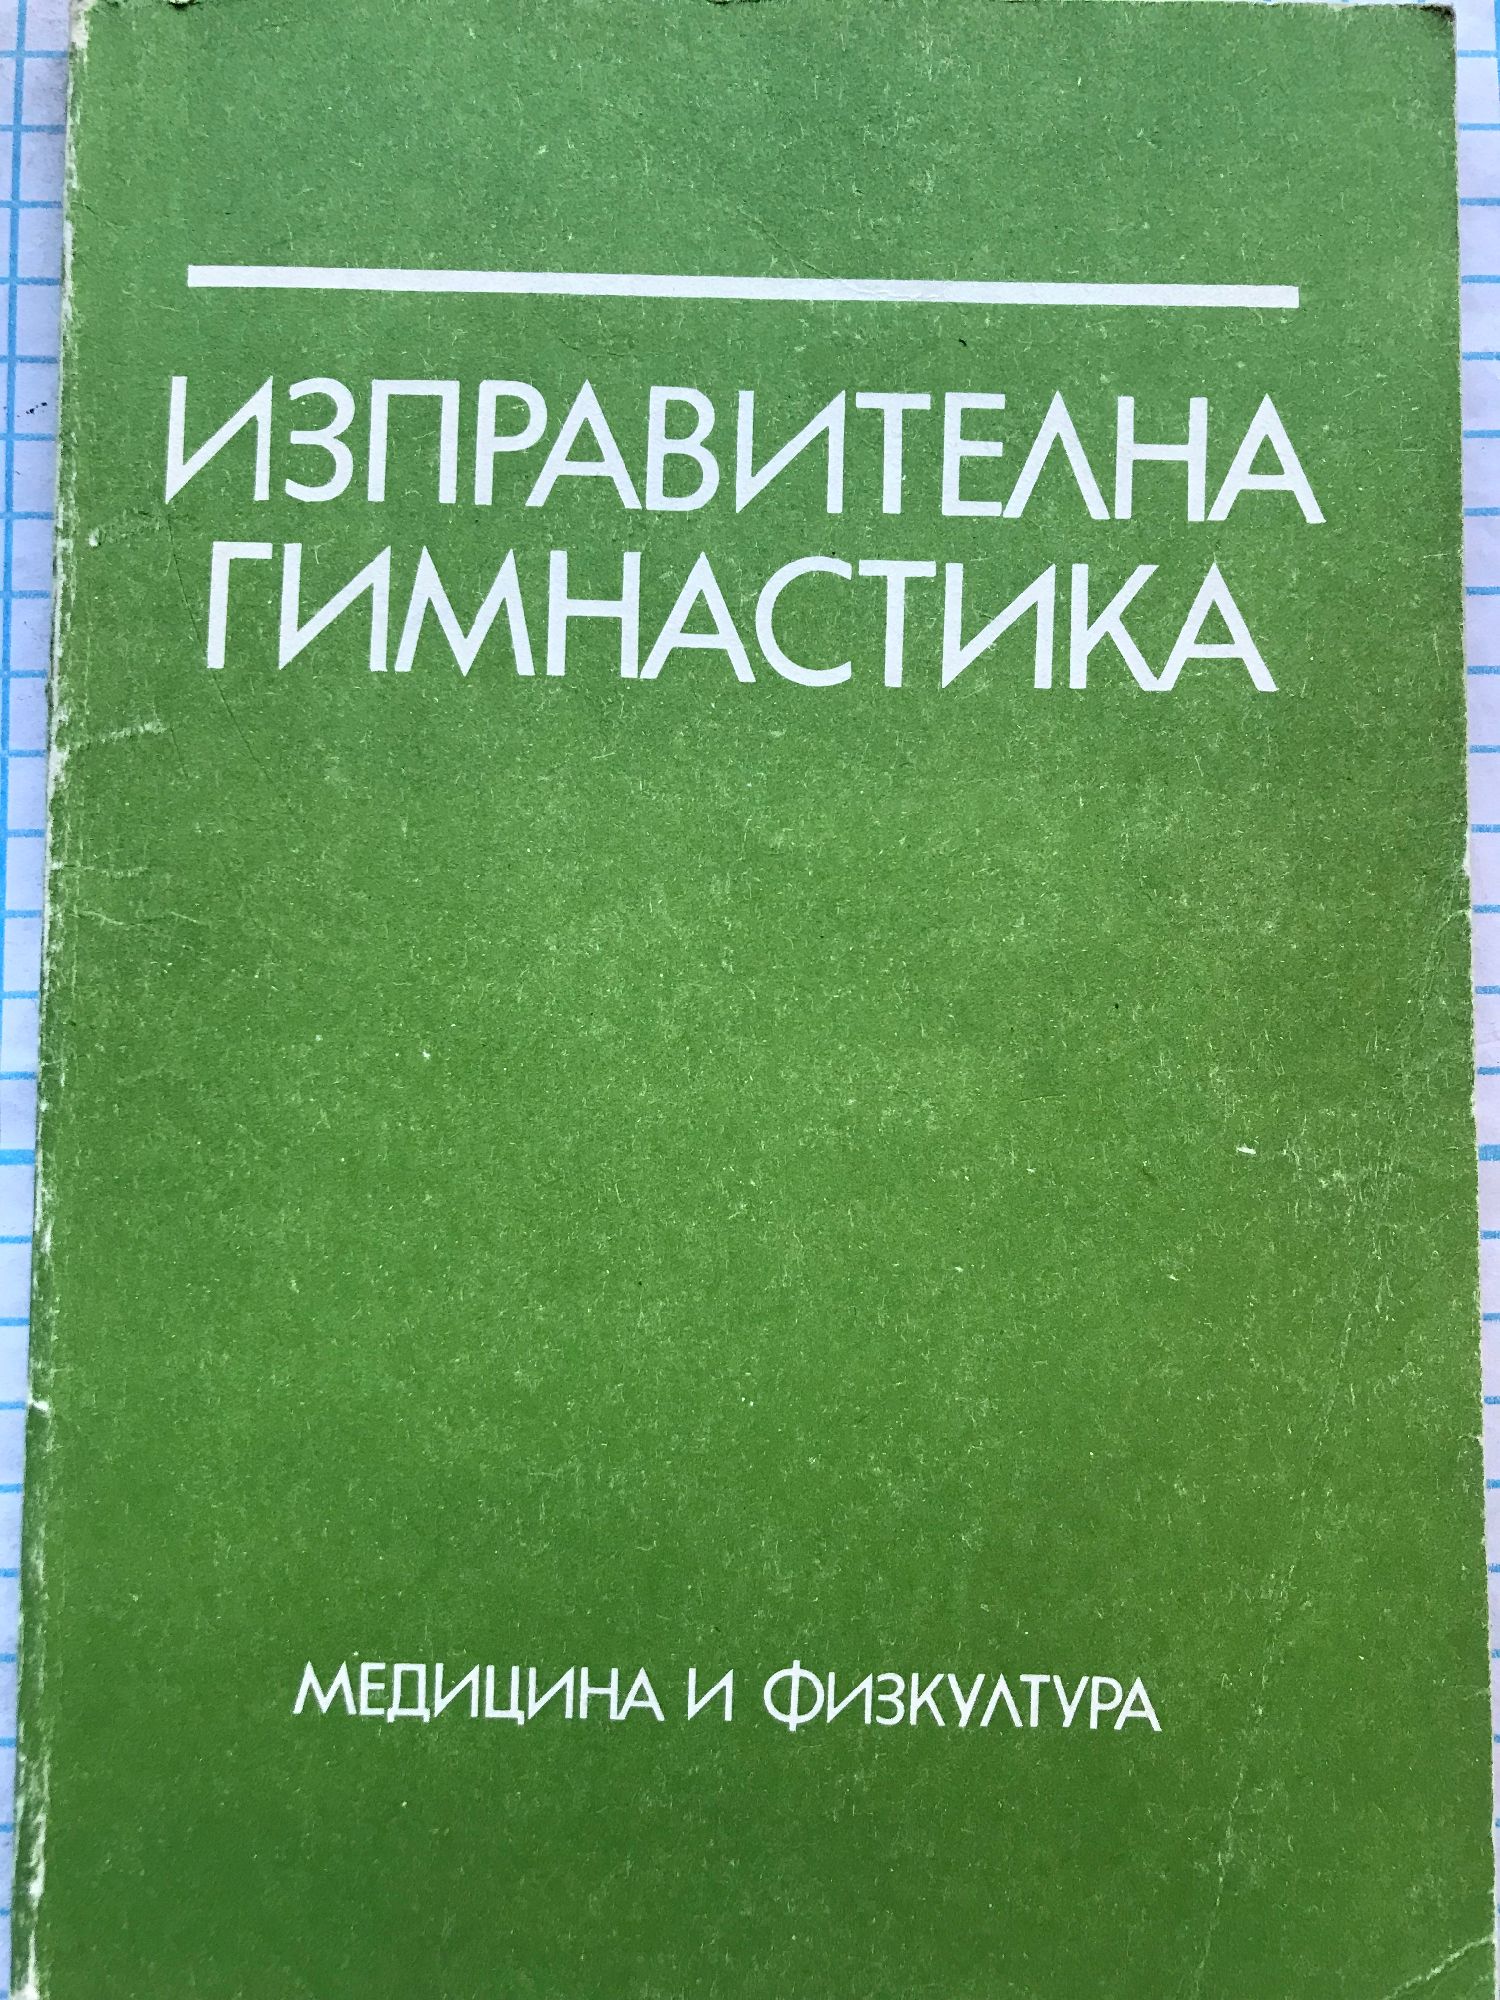 ИЗПРАВИТЕЛНА
ГИМНАСТИКА
МЕДИЦИНА И ФИЗКУЛТУРА